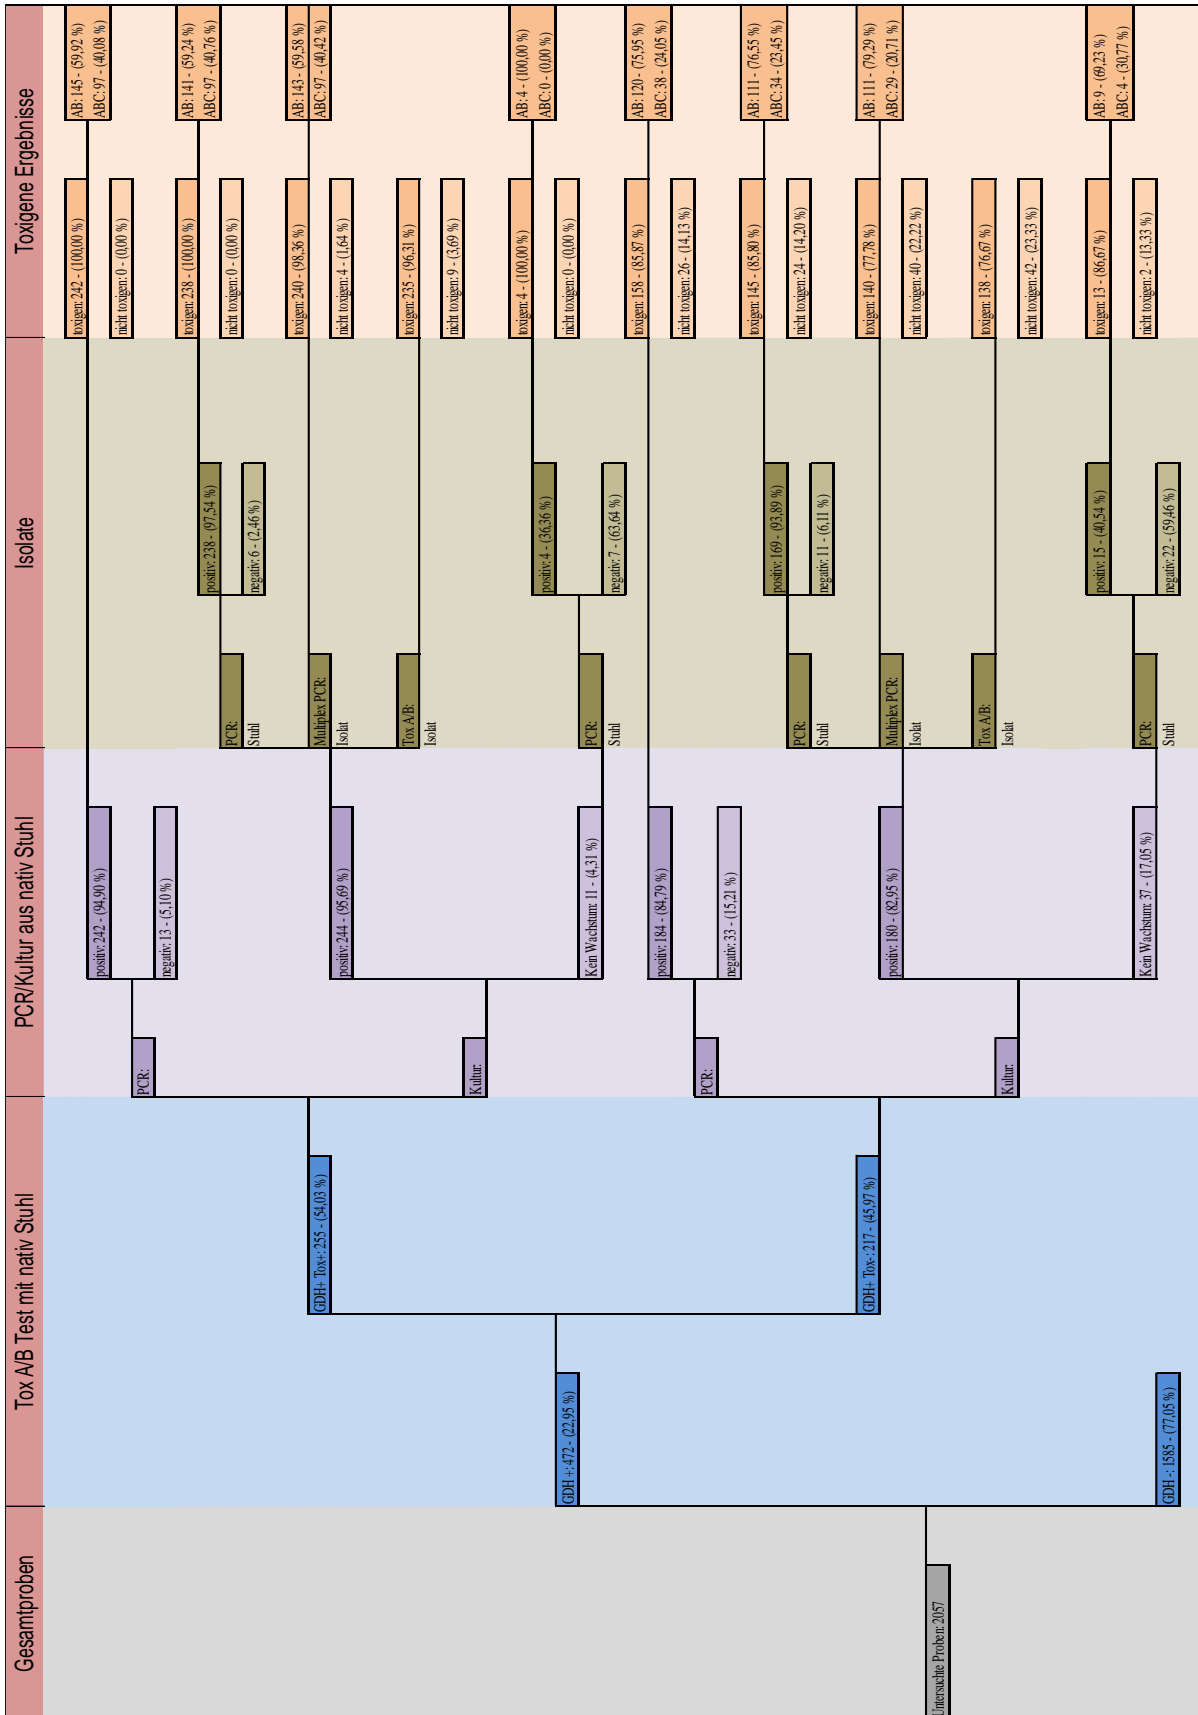 Gesamtproben
Tox A/B Test mit nativ Stuhl
PCR/Kultur aus nativ Stuhl
Isolate
Toxigene Ergebnisse
Untersuchte Proben: 2057
GDH +: 472 - (22,95 %)
GDH -: 1585 - (77,05 %)
GDH+ Tox+: 255 - (54,03 %)
GDH+ Tox-: 217 - (45,97 %)
PCR:
positiv: 242 - (94,90 %)
negativ: 13 - (5,10 %)
Kultur:
positiv: 244 - (95,69 %)
Kein Wachstum: 11 - (4,31 %)
PCR:
positiv: 184 - (84,79 %)
negativ: 33 - (15,21 %)
Kultur:
positiv: 180 - (82,95 %)
Kein Wachstum: 37 - (17,05 %)
PCR:
Stuhl
positiv: 238 - (97,54 %)
negativ: 6 - (2,46 %)
Multiplex PCR:
Isolat
Tox A/B:
Isolat
PCR:
Stuhl
positiv: 4 - (36,36 %)
negativ: 7 - (63,64 %)
PCR:
Stuhl
positiv: 169 - (93,89 %)
negativ: 11 - (6,11 %)
Multiplex PCR:
Isolat
Tox A/B:
Isolat
PCR:
Stuhl
positiv: 15 - (40,54 %)
negativ: 22 - (59,46 %)
toxigen: 242 - (100,00 %)
nicht toxigen: 0 - (0,00 %)
AB: 145 - (59,92 %)
ABC: 97 - (40,08 %)
toxigen: 238 - (100,00 %)
nicht toxigen: 0 - (0,00 %)
AB: 141 - (59,24 %)
ABC: 97 - (40,76 %)
toxigen: 240 - (98,36 %)
nicht toxigen: 4 - (1,64 %)
AB: 143 - (59,58 %)
ABC: 97 - (40,42 %)
toxigen: 235 - (96,31 %)
nicht toxigen: 9 - (3,69 %)
toxigen: 4 - (100,00 %)
nicht toxigen: 0 - (0,00 %)
AB: 4 - (100,00 %)
ABC: 0 - (0,00 %)
toxigen: 158 - (85,87 %)
nicht toxigen: 26 - (14,13 %)
AB: 120 - (75,95 %)
ABC: 38 - (24,05 %)
toxigen: 145 - (85,80 %)
nicht toxigen: 24 - (14,20 %)
AB: 111 - (76,55 %)
ABC: 34 - (23,45 %)
toxigen: 140 - (77,78 %)
nicht toxigen: 40 - (22,22 %)
AB: 111 - (79,29 %)
ABC: 29 - (20,71 %)
toxigen: 138 - (76,67 %)
nicht toxigen: 42 - (23,33 %)
toxigen: 13 - (86,67 %)
nicht toxigen: 2 - (13,33 %)
AB: 9 - (69,23 %)
ABC: 4 - (30,77 %)